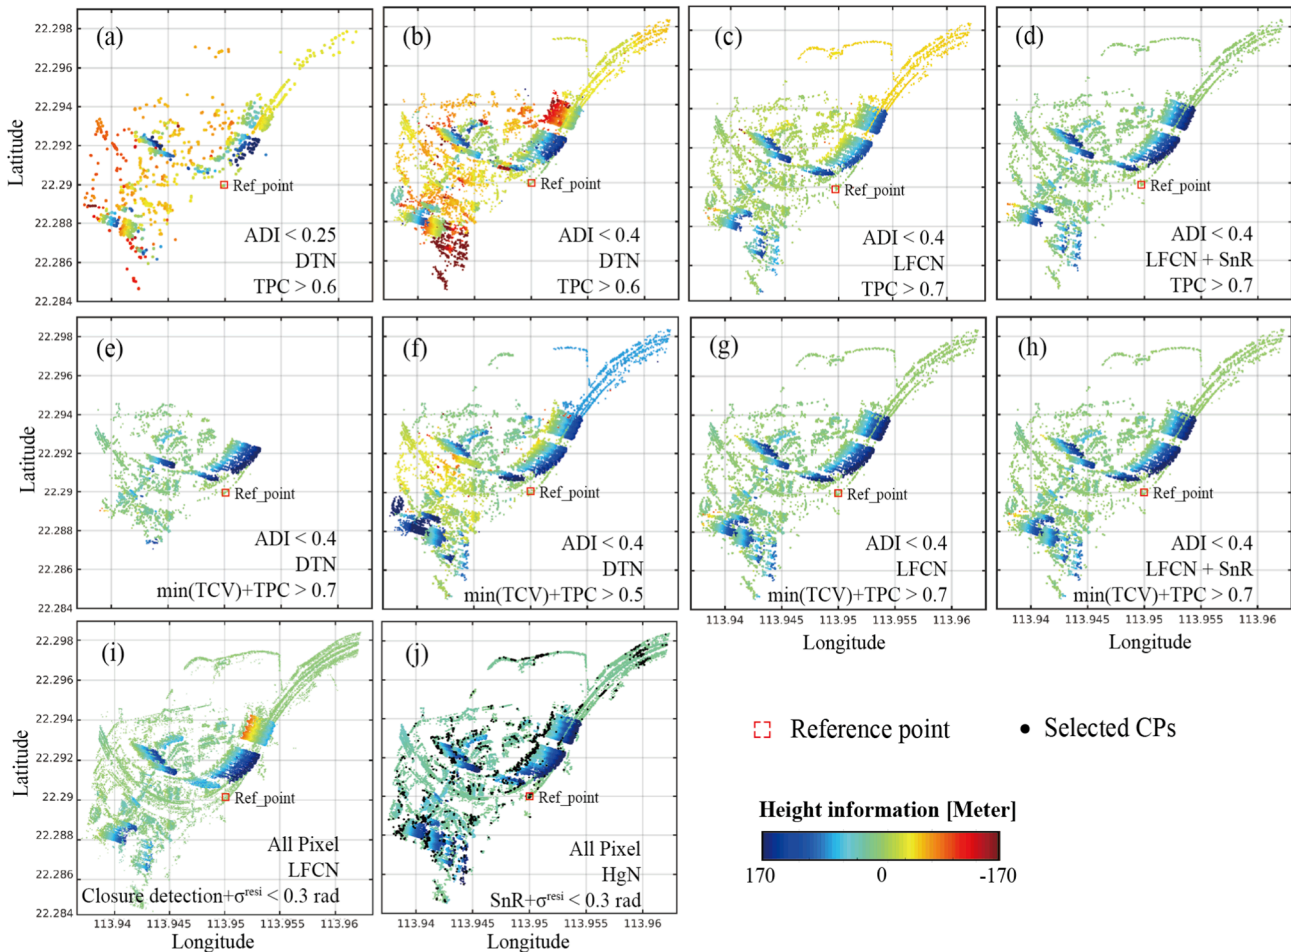 (a)
(b)
(c)
(d)
22.298
22.296
22.294
22.292
22.29
22.288
22.286
22.284
Latitude
Ref_point
ADI < 0.25
DTN
TPC > 0.6
Ref_point
ADI < 0.4
DTN
TPC > 0.6
Ref_point
ADI < 0.4
LFCN
TPC > 0.7
Ref_point
ADI < 0.4
LFCN + SnR
TPC > 0.7
(e)
(f)
(g)
(h)
22.298
22.296
22.294
22.292
22.29
22.288
22.286
22.284
Latitude
Ref_point
ADI < 0.4
DTN
min(TCV)+TPC > 0.7
Ref_point
ADI < 0.4
DTN
min(TCV)+TPC > 0.5
Ref_point
ADI < 0.4
LFCN
min(TCV)+TPC > 0.7
Ref_point
ADI < 0.4
LFCN + SnR
min(TCV)+TPC > 0.7
113.94 113.945 113.95 113.955 113.96
Longitude
113.94 113.945 113.95 113.955 113.96
Longitude
(i)
(j)
22.298
22.296
22.294
22.292
22.29
22.288
22.286
22.284
Latitude
Ref_point
All Pixel
LFCN
Closure detection+σ^resi < 0.3 rad
Ref_point
All Pixel
HgN
SnR+σ^resi < 0.3 rad
113.94 113.945 113.95 113.955 113.96
Longitude
113.94 113.945 113.95 113.955 113.96
Longitude
Reference point
Selected CPs
Height information [Meter]
170 0 -170